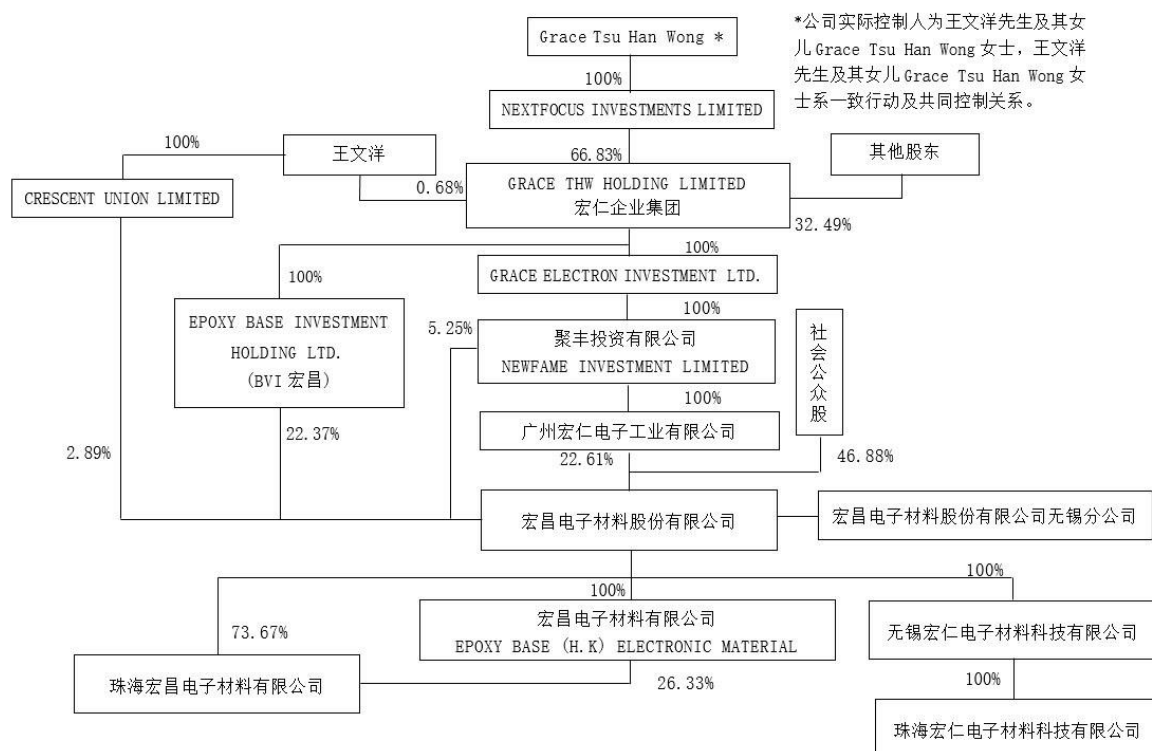 Grace Tsu Han Wong *
*公司实际控制人为王文洋先生及其女
儿Grace Tsu Han Wong女士，王文洋
先生及其女儿Grace Tsu Han Wong女
士系一致行动及共同控制关系。
100%
NEXTFOCUS INVESTMENTS LIMITED
100%
王文洋
66.83%
其他股东
CRESCENT UNION LIMITED
0.68%
GRACE THW HOLDING LIMITED
宏仁企业集团
32.49%
100%
100%
GRACE ELECTRON INVESTMENT LTD.
100%
EPOXY BASE INVESTMENT
HOLDING LTD.
(BVI宏昌)
5.25%
聚丰投资有限公司
NEWFAME INVESTMENT LIMITED
社会公众股
100%
22.37%
广州宏仁电子工业有限公司
2.89%
22.61%
46.88%
宏昌电子材料股份有限公司
宏昌电子材料股份有限公司无锡分公司
100%
100%
73.67%
宏昌电子材料有限公司
EPOXY BASE (H.K) ELECTRONIC MATERIAL
无锡宏仁电子材料科技有限公司
珠海宏昌电子材料有限公司
26.33%
100%
珠海宏仁电子材料科技有限公司